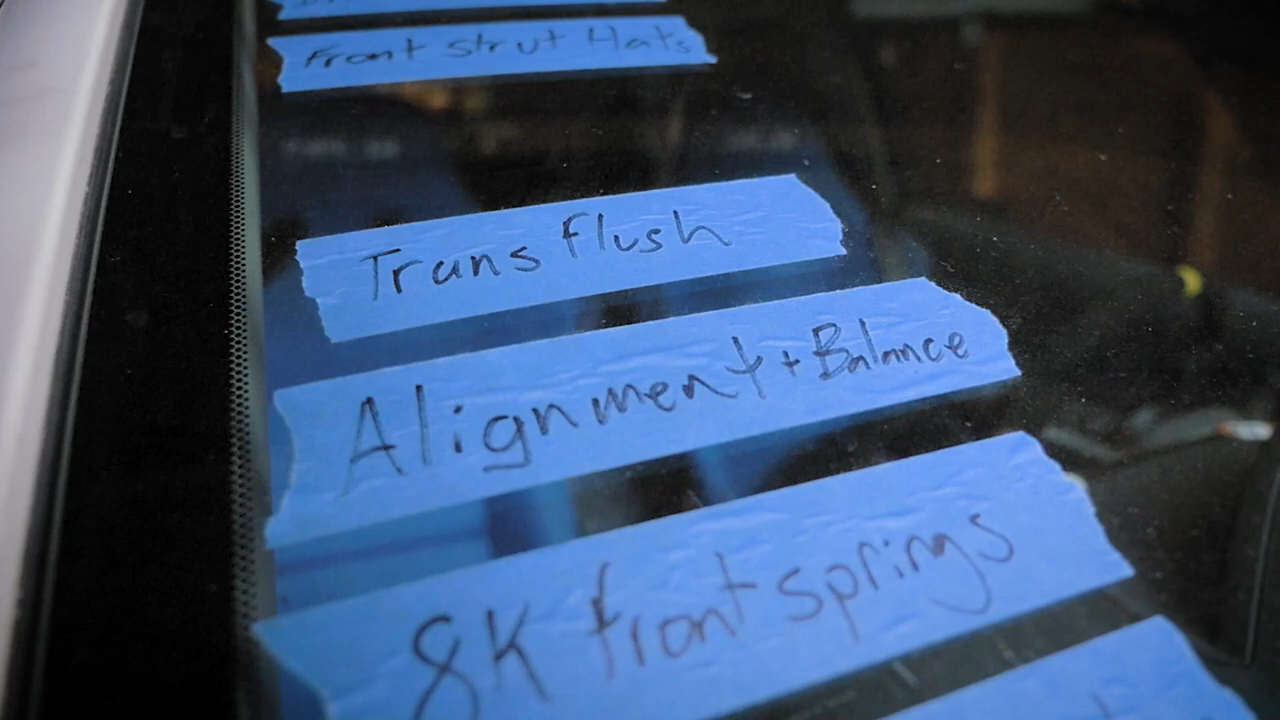 Front Strut Hats
Trans flush
Alignment + Balance
8K front springs